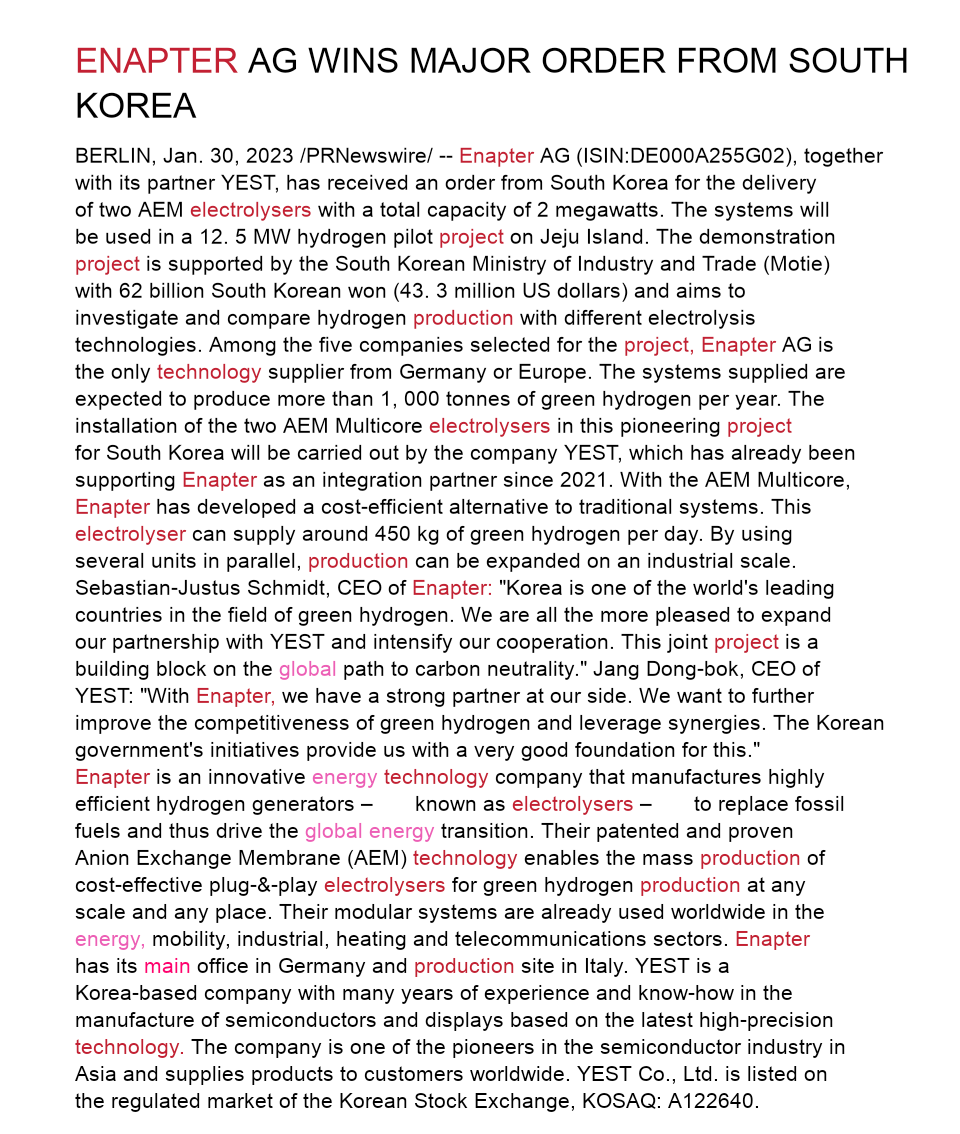 ENAPTER AG WINS MAJOR ORDER FROM SOUTH
KOREA
BERLIN, Jan. 30, 2023 /PRNewswire/ -- Enapter AG (ISIN:DE000A255G02), together
with its partner YEST, has received an order from South Korea for the delivery
of two AEM electrolysers with a total capacity of 2 megawatts. The systems will
be used in a 12. 5 MW hydrogen pilot project on Jeju Island. The demonstration
project is supported by the South Korean Ministry of Industry and Trade (Motie)
with 62 billion South Korean won (43. 3 million US dollars) and aims to
investigate and compare hydrogen production with different electrolysis
technologies. Among the five companies selected for the project, Enapter AG is
the only technology supplier from Germany or Europe. The systems supplied are
expected to produce more than 1, 000 tonnes of green hydrogen per year. The
installation of the two AEM Multicore electrolysers in this pioneering project
for South Korea will be carried out by the company YEST, which has already been
supporting Enapter as an integration partner since 2021. With the AEM Multicore,
Enapter has developed a cost-efficient alternative to traditional systems. This
electrolyser can supply around 450 kg of green hydrogen per day. By using
several units in parallel, production can be expanded on an industrial scale.
Sebastian-Justus Schmidt, CEO of Enapter: "Korea is one of the world's leading
countries in the field of green hydrogen. We are all the more pleased to expand
our partnership with YEST and intensify our cooperation. This joint project is a
building block on the global path to carbon neutrality." Jang Dong-bok, CEO of
YEST: "With Enapter, we have a strong partner at our side. We want to further
improve the competitiveness of green hydrogen and leverage synergies. The Korean
government's initiatives provide us with a very good foundation for this."
Enapter is an innovative energy technology company that manufactures highly
efficient hydrogen generators – known as electrolysers – to replace fossil
fuels and thus drive the global energy transition. Their patented and proven
Anion Exchange Membrane (AEM) technology enables the mass production of
cost-effective plug-&-play electrolysers for green hydrogen production at any
scale and any place. Their modular systems are already used worldwide in the
energy, mobility, industrial, heating and telecommunications sectors. Enapter
has its main office in Germany and production site in Italy. YEST is a
Korea-based company with many years of experience and know-how in the
manufacture of semiconductors and displays based on the latest high-precision
technology. The company is one of the pioneers in the semiconductor industry in
Asia and supplies products to customers worldwide. YEST Co., Ltd. is listed on
the regulated market of the Korean Stock Exchange, KOSAQ: A122640.